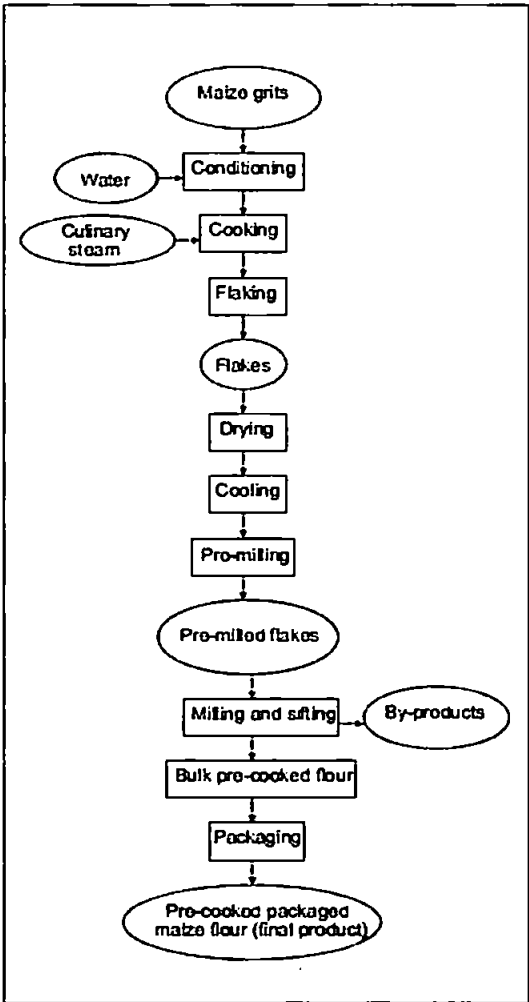 Maize grits
Conditioning
Water
Culinary
steam
Cooking
Flaking
Flakes
Drying
Cooling
Pre-milling
Pre-milled flakes
Milling and sifting
By-products
Bulk pre-cooked flour
Packaging
Pre-cooked packaged
maize flour (final product)